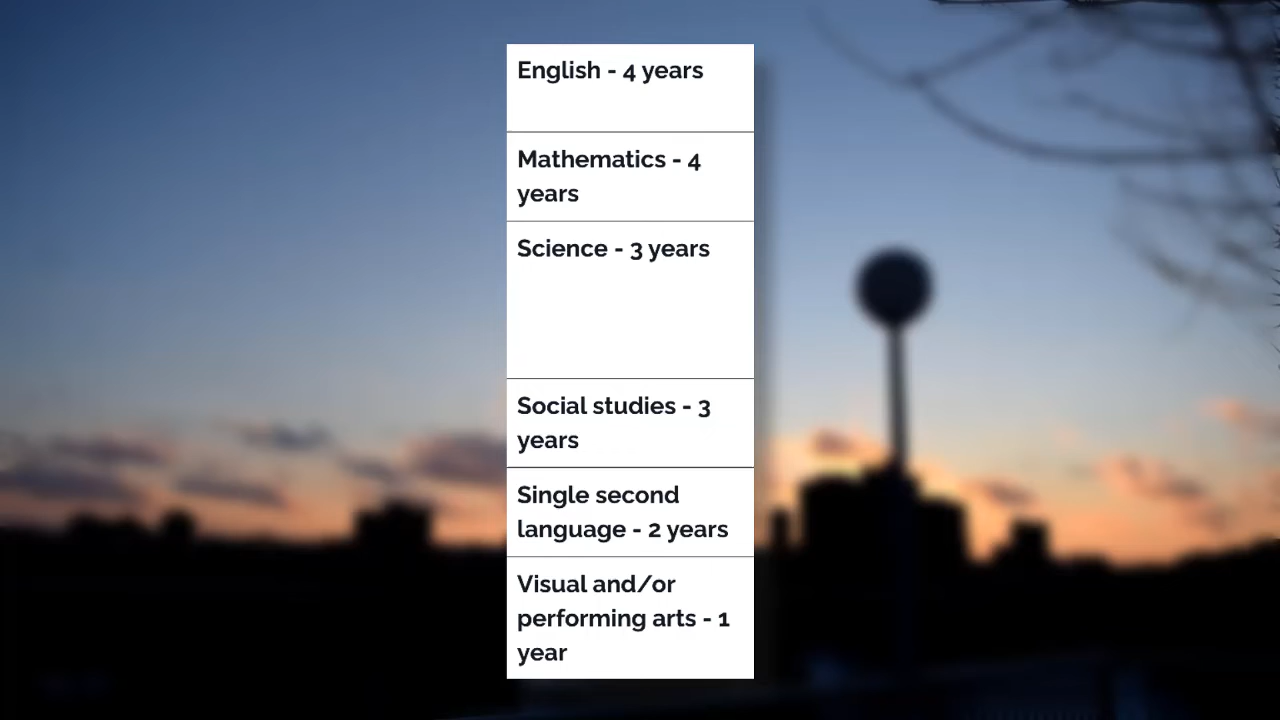 English - 4 years
Mathematics - 4
years
Science - 3 years
Social studies - 3
years
Single second
language - 2 years
Visual and/or
performing arts - 1
year